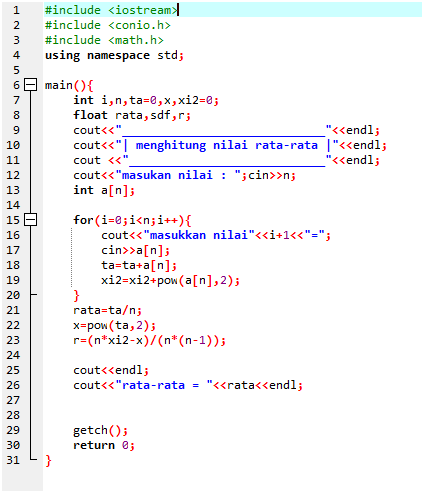 1 #include <iostream>
2 #include <conio.h>
3 #include <math.h>
4 using namespace std;
5
6 main(){
7 int i,n,ta=0,x,xi2=0;
8 float rata,sdf,r;
9 cout<<"_____________________________"<<endl;
10 cout<<"| menghitung nilai rata-rata |"<<endl;
11 cout <<"____________________________"<<endl;
12 cout<<"masukan nilai : ";cin>>n;
13 int a[n];
14
15 for(i=0;i<n;i++){
16 cout<<"masukkan nilai"<<i+1<<"=";
17 cin>>a[n];
18 ta=ta+a[n];
19 xi2=xi2+pow(a[n],2);
20 }
21 rata=ta/n;
22 x=pow(ta,2);
23 r=(n*xi2-x)/(n*(n-1));
24
25 cout<<endl;
26 cout<<"rata-rata = "<<rata<<endl;
27
28
29 getch();
30 return 0;
31 }